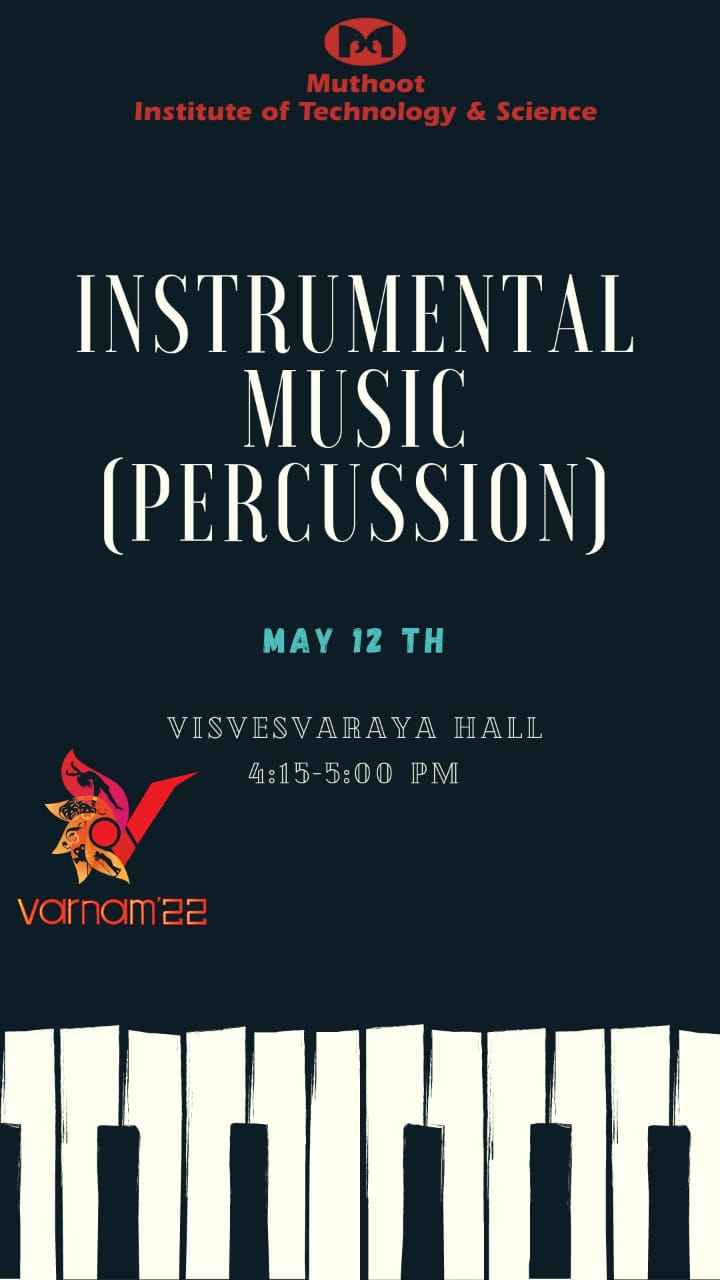 Muthoot
Institute of Technology & Science
INSTRUMENTAL
MUSIC
(PERCUSSION)
MAY 12 TH
VISVESVARAYA HALL
4:15-5:00 PM
varnam'22